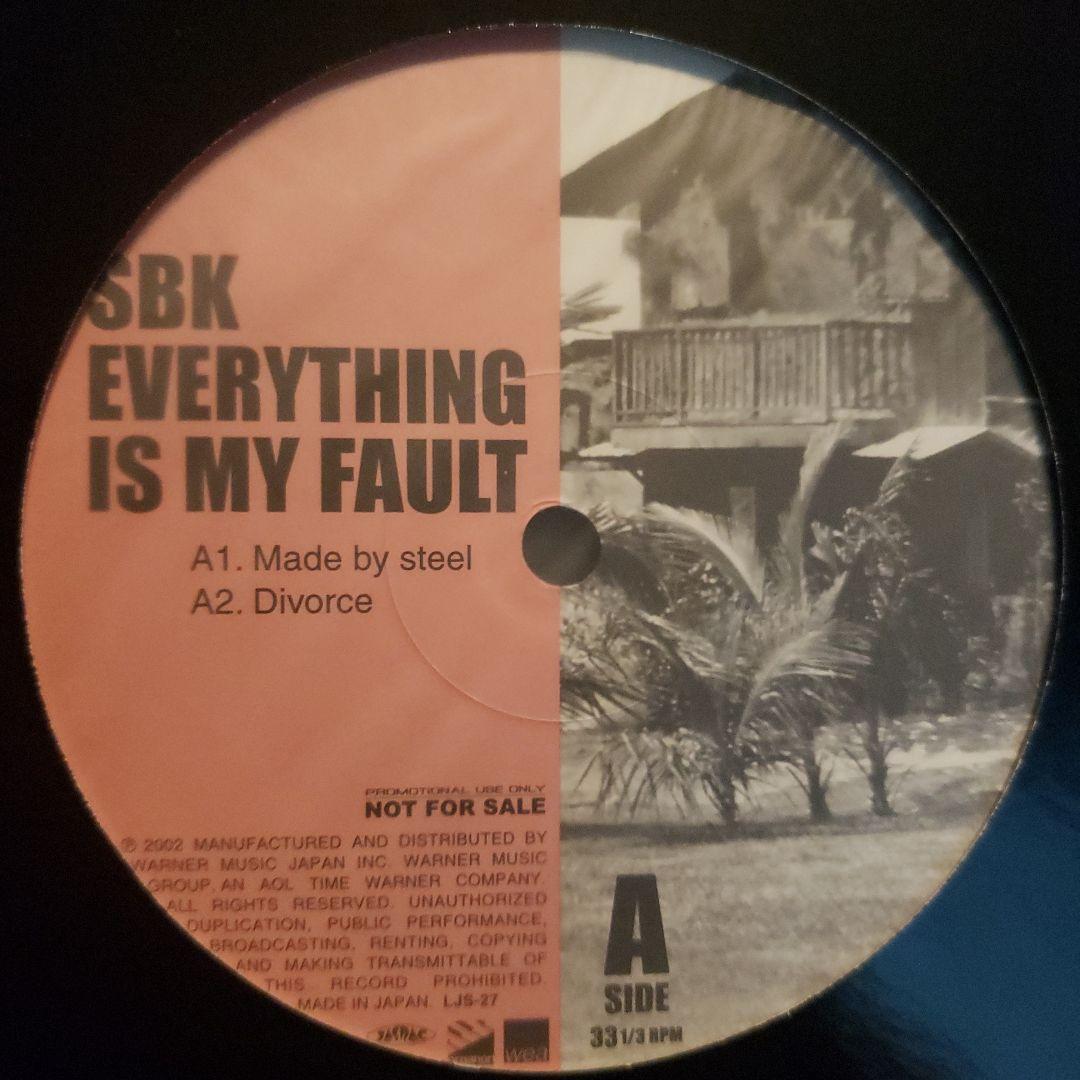 SBK
EVERYTHING
IS MY FAULT
A1. Made by steel
A2. Divorce
PROMOTIONAL USE ONLY
NOT FOR SALE
℗ 2002 MANUFACTURED AND DISTRIBUTED BY
WARNER MUSIC JAPAN INC. WARNER MUSIC
GROUP, AN AOL TIME WARNER COMPANY.
ALL RIGHTS RESERVED. UNAUTHORIZED
DUPLICATION, PUBLIC PERFORMANCE,
BROADCASTING, RENTING, COPYING
AND MAKING TRANSMITTABLE OF
THIS RECORD PROHIBITED.
MADE IN JAPAN. LJS-27
JASRAC
wea
A
SIDE
33 1/3 RPM